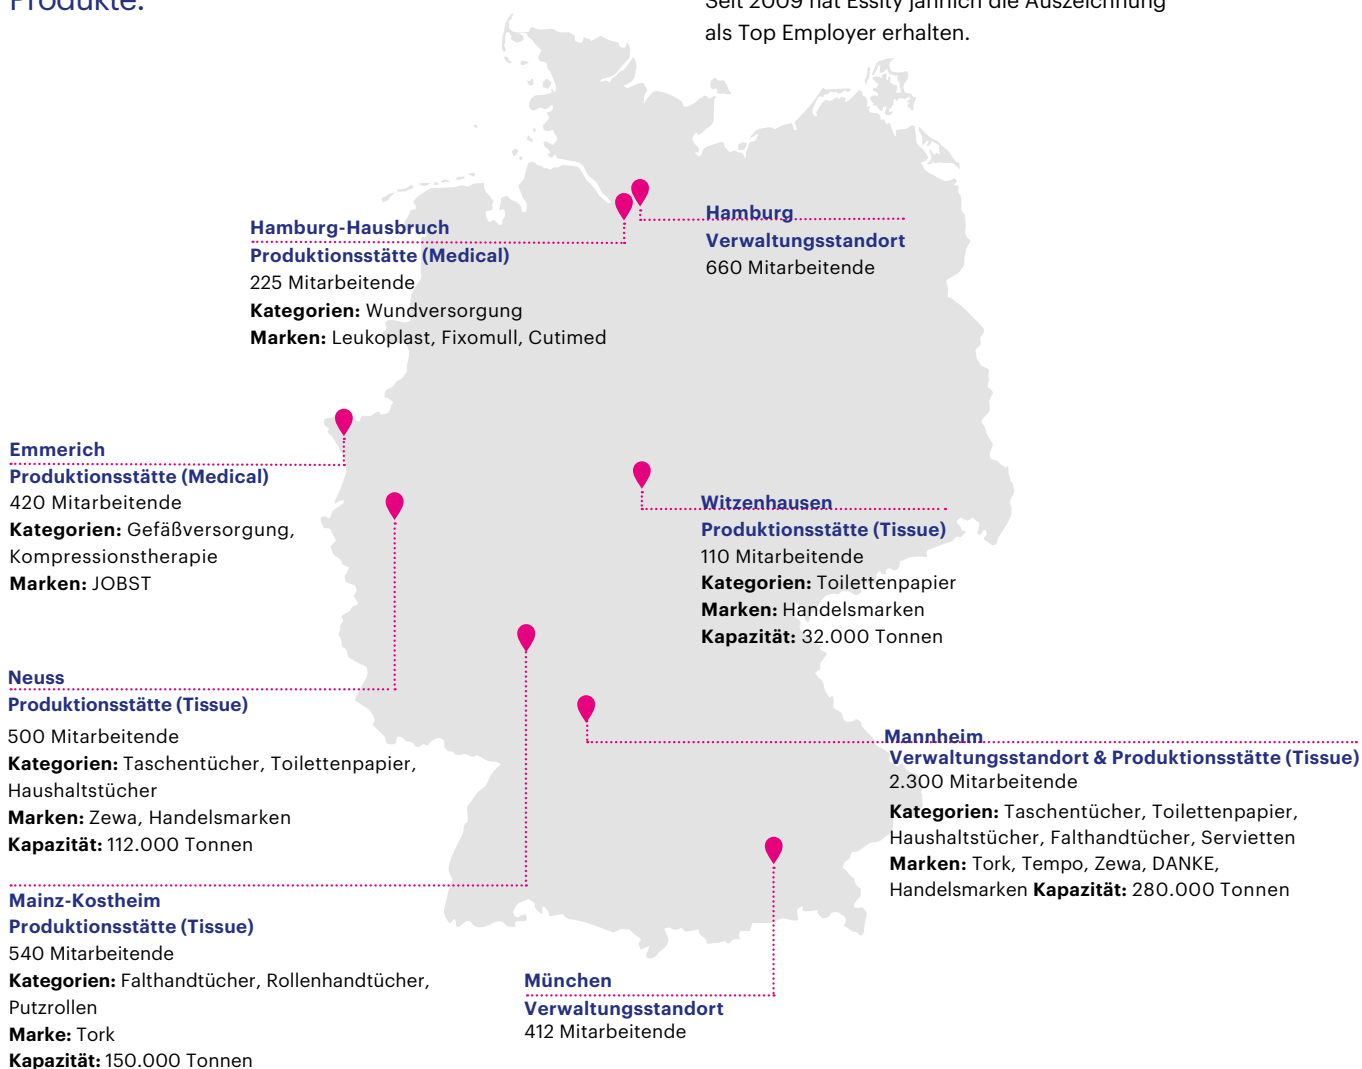 Produkte.
Seit 2009 hat Essity jährlich die Auszeichnung
als Top Employer erhalten.
Hamburg-Hausbruch
Produktionsstätte (Medical)
225 Mitarbeitende
Kategorien: Wundversorgung
Marken: Leukoplast, Fixomull, Cutimed
Hamburg
Verwaltungsstandort
660 Mitarbeitende
Emmerich
Produktionsstätte (Medical)
420 Mitarbeitende
Kategorien: Gefäßversorgung,
Kompressionstherapie
Marken: JOBST
Witzenhausen
Produktionsstätte (Tissue)
110 Mitarbeitende
Kategorien: Toilettenpapier
Marken: Handelsmarken
Kapazität: 32.000 Tonnen
Neuss
Produktionsstätte (Tissue)
500 Mitarbeitende
Kategorien: Taschentücher, Toilettenpapier,
Haushaltstücher
Marken: Zewa, Handelsmarken
Kapazität: 112.000 Tonnen
Mannheim
Verwaltungsstandort & Produktionsstätte (Tissue)
2.300 Mitarbeitende
Kategorien: Taschentücher, Toilettenpapier,
Haushaltstücher, Falthandtücher, Servietten
Marken: Tork, Tempo, Zewa, DANKE,
Handelsmarken Kapazität: 280.000 Tonnen
Mainz-Kostheim
Produktionsstätte (Tissue)
540 Mitarbeitende
Kategorien: Falthandtücher, Rollenhandtücher,
Putzrollen
Marke: Tork
Kapazität: 150.000 Tonnen
München
Verwaltungsstandort
412 Mitarbeitende